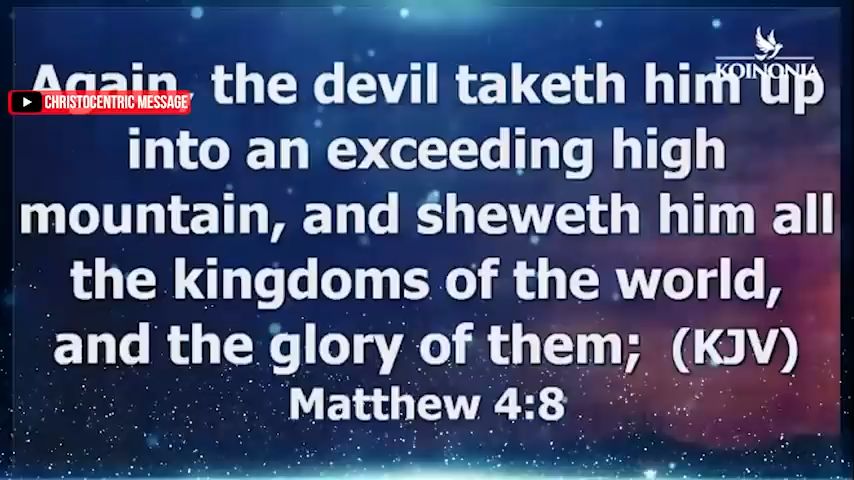 KOINONIA
CHRISTOCENTRIC MESSAGE
Again, the devil taketh him up
into an exceeding high
mountain, and sheweth him all
the kingdoms of the world,
and the glory of them; (KJV)
Matthew 4:8